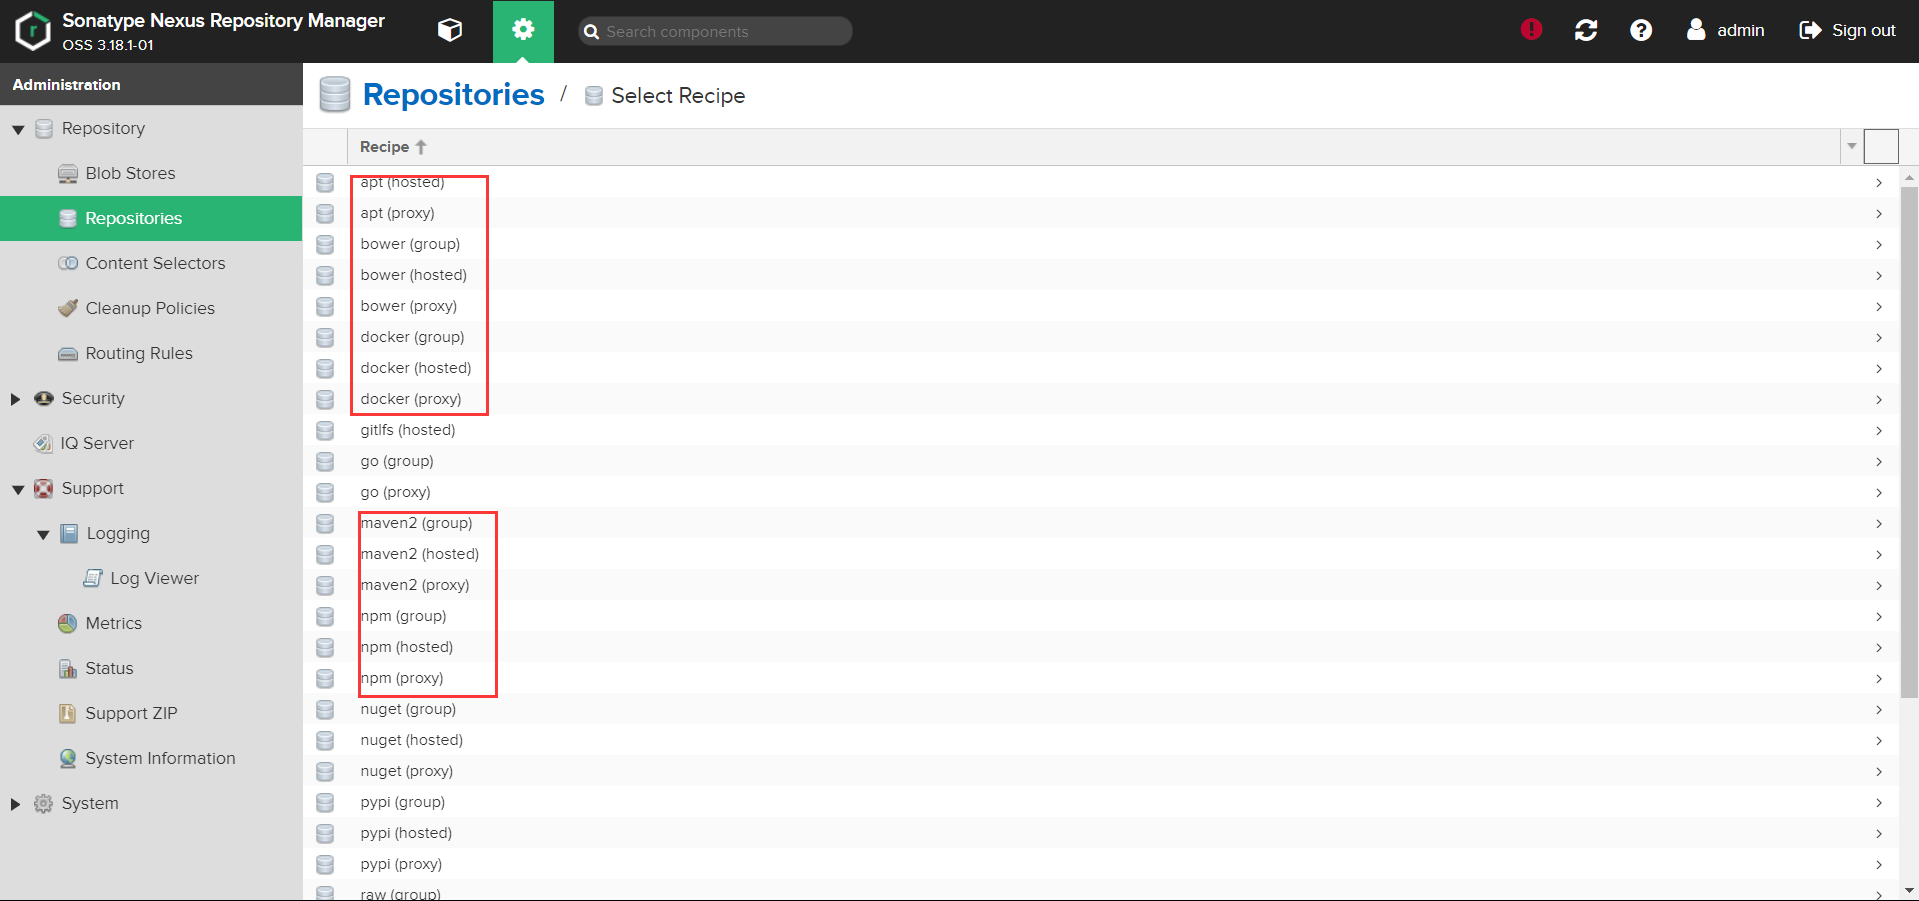 Sonatype Nexus Repository Manager
OSS 3.18.1-01
Search components
admin
Sign out
Administration
Repository
Blob Stores
Repositories
Content Selectors
Cleanup Policies
Routing Rules
Security
IQ Server
Support
Logging
Log Viewer
Metrics
Status
Support ZIP
System Information
System
Repositories / Select Recipe
Recipe
apt (hosted)
apt (proxy)
bower (group)
bower (hosted)
bower (proxy)
docker (group)
docker (hosted)
docker (proxy)
gitlfs (hosted)
go (group)
go (proxy)
maven2 (group)
maven2 (hosted)
maven2 (proxy)
npm (group)
npm (hosted)
npm (proxy)
nuget (group)
nuget (hosted)
nuget (proxy)
pypi (group)
pypi (hosted)
pypi (proxy)
raw (group)